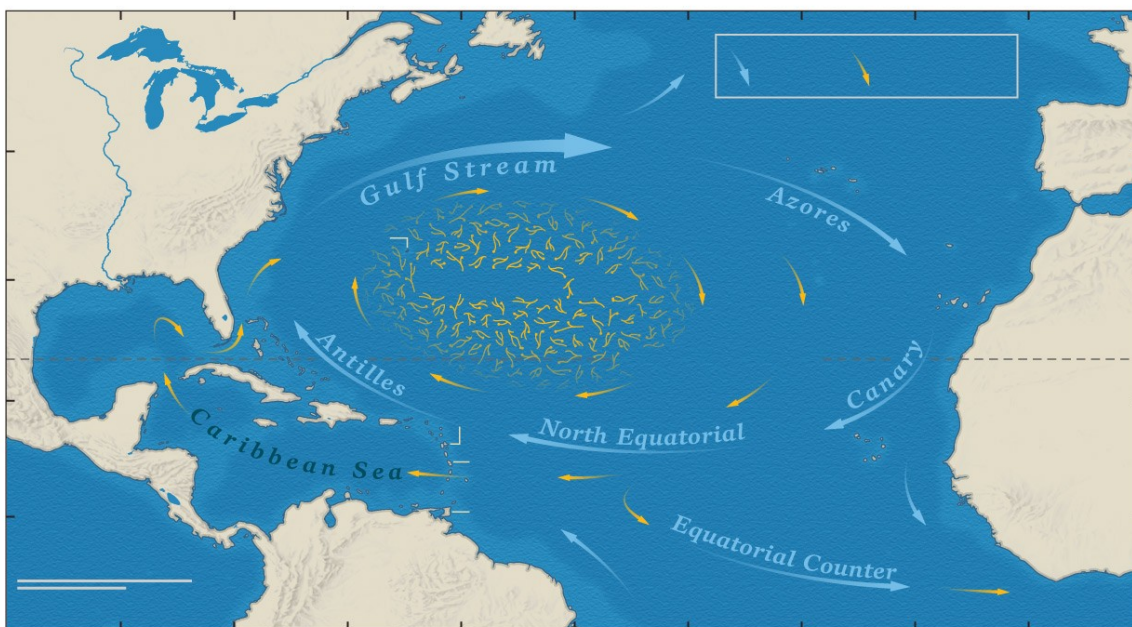 Gulf Stream
Azores
Antilles
Canary
Caribbean Sea
North Equatorial
Equatorial Counter